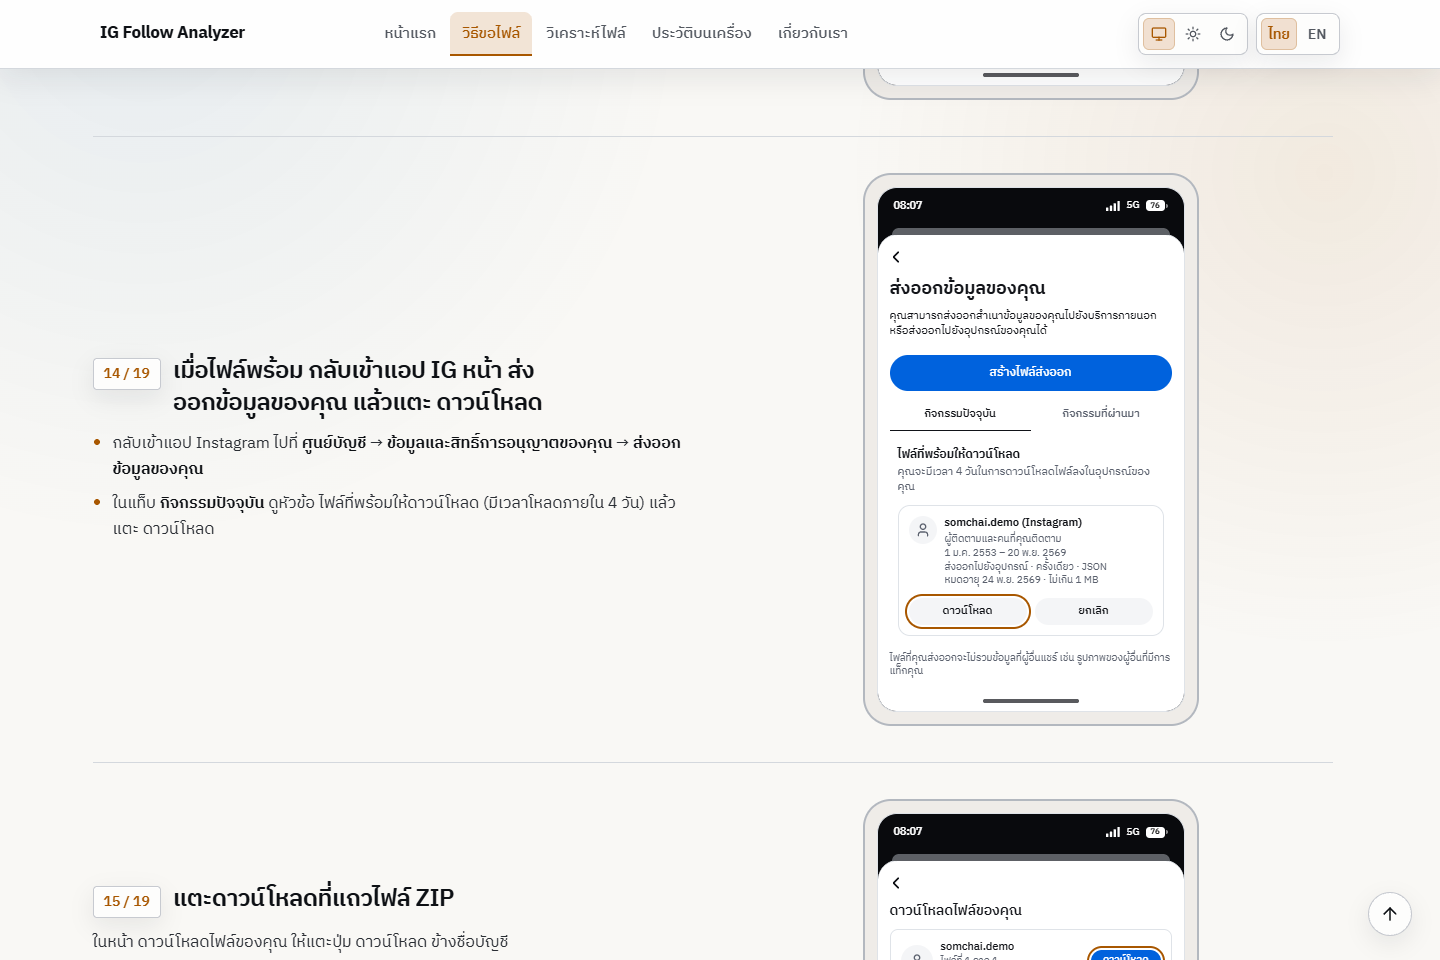 IG Follow Analyzer
หน้าแรก
วิธีขอไฟล์
วิเคราะห์ไฟล์
ประวัติบนเครื่อง
เกี่ยวกับเรา
ไทย
EN
14 / 19
เมื่อไฟล์พร้อม กลับเข้าแอป IG หน้า ส่ง
ออกข้อมูลของคุณ แล้วแตะ ดาวน์โหลด
กลับเข้าแอป Instagram ไปที่ ศูนย์บัญชี → ข้อมูลและสิทธิ์การอนุญาตของคุณ → ส่งออก
ข้อมูลของคุณ
ในแท็บ กิจกรรมปัจจุบัน ดูหัวข้อ ไฟล์ที่พร้อมให้ดาวน์โหลด (มีเวลาโหลดภายใน 4 วัน) แล้ว
แตะ ดาวน์โหลด
08:07
5G
76
ส่งออกข้อมูลของคุณ
คุณสามารถส่งออกสำเนาข้อมูลของคุณไปยังบริการภายนอก
หรือส่งออกไปยังอุปกรณ์ของคุณได้
สร้างไฟล์ส่งออก
กิจกรรมปัจจุบัน
กิจกรรมที่ผ่านมา
ไฟล์ที่พร้อมให้ดาวน์โหลด
คุณจะมีเวลา 4 วันในการดาวน์โหลดไฟล์ลงในอุปกรณ์ของ
คุณ
somchai.demo (Instagram)
ผู้ติดตามและคนที่คุณติดตาม
1 ม.ค. 2553 – 20 พ.ย. 2569
ส่งออกไปยังอุปกรณ์ · ครั้งเดียว · JSON
หมดอายุ 24 พ.ย. 2569 · ไม่เกิน 1 MB
ดาวน์โหลด
ยกเลิก
ไฟล์ที่คุณส่งออกจะไม่รวมข้อมูลที่ผู้อื่นแชร์ เช่น รูปภาพของผู้อื่นที่มีการ
แท็กคุณ
15 / 19
แตะดาวน์โหลดที่แถวไฟล์ ZIP
ในหน้า ดาวน์โหลดไฟล์ของคุณ ให้แตะปุ่ม ดาวน์โหลด ข้างชื่อบัญชี
08:07
5G
76
ดาวน์โหลดไฟล์ของคุณ
somchai.demo